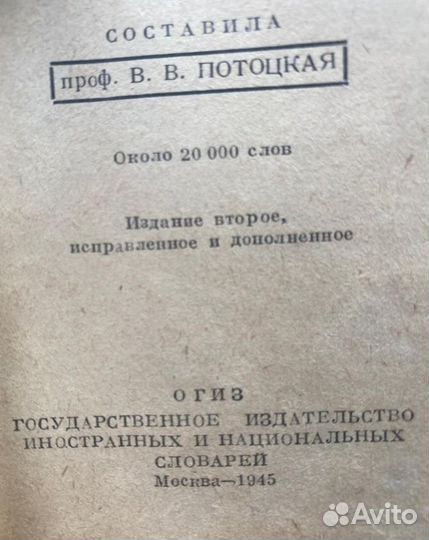 СОСТАВИЛА
проф. В. В. ПОТОЦКАЯ
Около 20 000 слов
Издание второе,
исправленное и дополненное
ОГИЗ
ГОСУДАРСТВЕННОЕ ИЗДАТЕЛЬСТВО
ИНОСТРАННЫХ И НАЦИОНАЛЬНЫХ
СЛОВАРЕЙ
Москва—1945
Avito